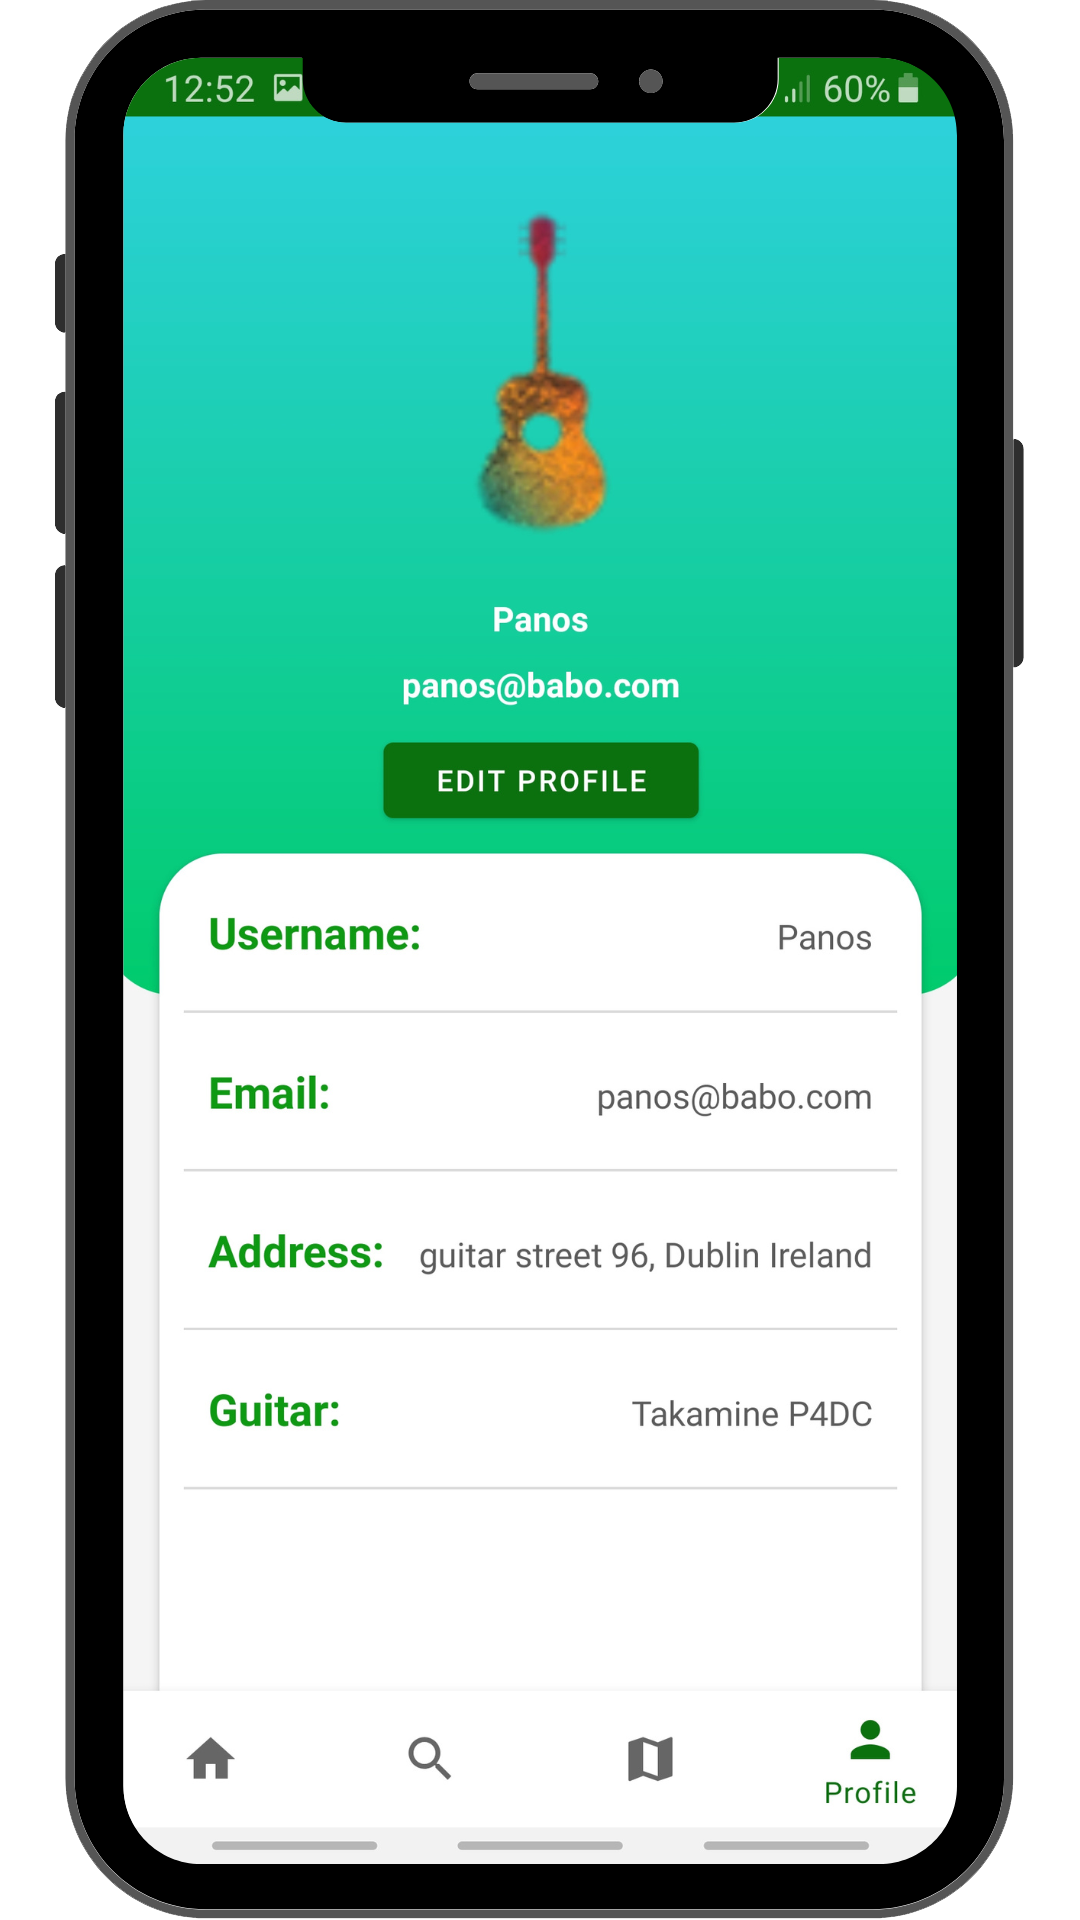 12:52 60%
Panos
panos@babo.com
EDIT PROFILE
Username: Panos
Email: panos@babo.com
Address: guitar street 96, Dublin Ireland
Guitar: Takamine P4DC
Profile